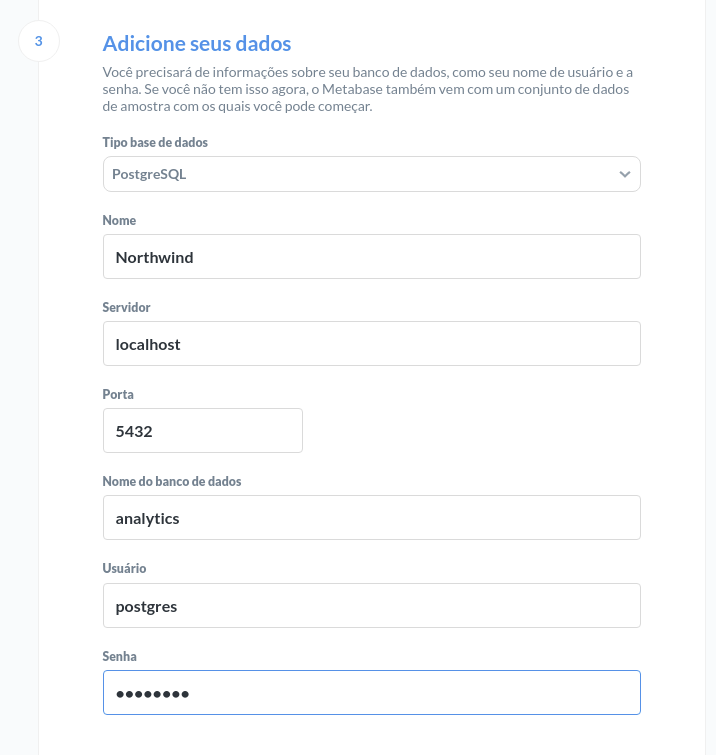 3
Adicione seus dados
Você precisará de informações sobre seu banco de dados, como seu nome de usuário e a
senha. Se você não tem isso agora, o Metabase também vem com um conjunto de dados
de amostra com os quais você pode começar.
Tipo base de dados
PostgreSQL
Nome
Northwind
Servidor
localhost
Porta
5432
Nome do banco de dados
analytics
Usuário
postgres
Senha
••••••••